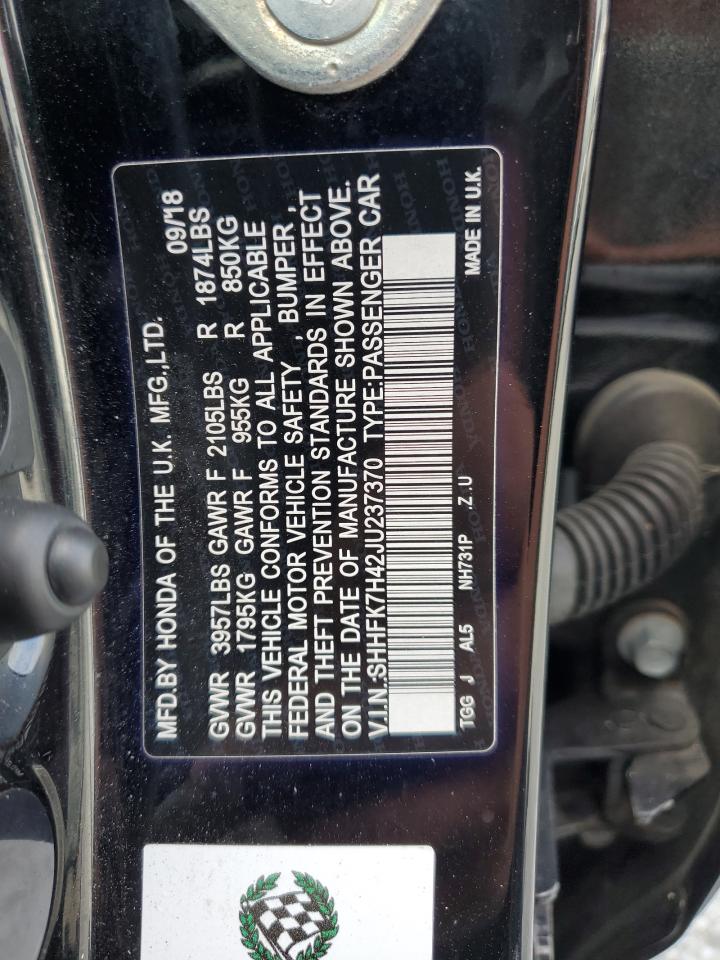 MFD.BY HONDA OF THE U.K. MFG.,LTD. 09/18
GVWR 3957LBS GAWR F 2105LBS R 1874LBS
GVWR 1795KG GAWR F 955KG R 850KG
THIS VEHICLE CONFORMS TO ALL APPLICABLE
FEDERAL MOTOR VEHICLE SAFETY , BUMPER ,
AND THEFT PREVENTION STANDARDS IN EFFECT
ON THE DATE OF MANUFACTURE SHOWN ABOVE.
V.I.N.:SHHFK7H42JU237370 TYPE:PASSENGER CAR
TGG J AL5 NH731P .Z .U MADE IN U.K.